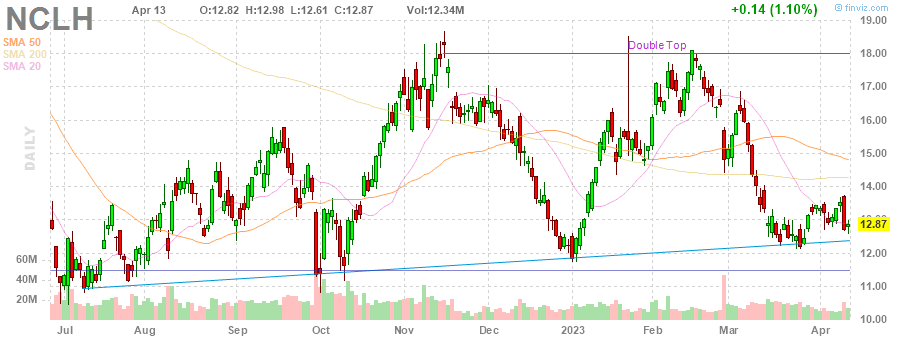 NCLH Apr 13 O:12.82 H:12.98 L:12.61 C:12.87 Vol:12.34M +0.14 (1.10%) © finviz.com
SMA 50
SMA 200
SMA 20
DAILY
Double Top
19.00
18.00
17.00
16.00
15.00
14.00
13.00
12.87
12.00
11.00
10.00
60M
40M
20M
Jul Aug Sep Oct Nov Dec 2023 Feb Mar Apr